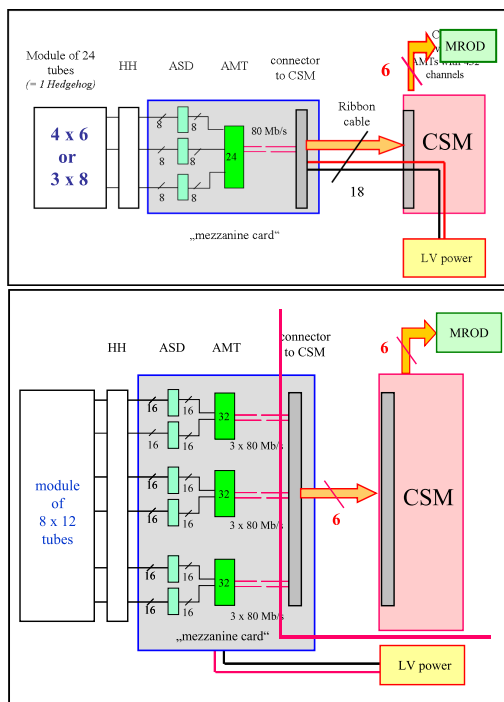 Module of 24
tubes
(= 1 Hedgehog)
HH
ASD
AMT
connector
to CSM
6
MROD
AMTs with 432
channels
4 x 6
or
3 x 8
8
8
8
8
8
8
24
80 Mb/s
Ribbon
cable
18
CSM
„mezzanine card“
LV power
HH
ASD
AMT
connector
to CSM
6
MROD
module
of
8 x 12
tubes
16
16
32
16
16
3 x 80 Mb/s
16
16
32
16
16
3 x 80 Mb/s
6
CSM
16
16
32
16
16
3 x 80 Mb/s
„mezzanine card“
LV power